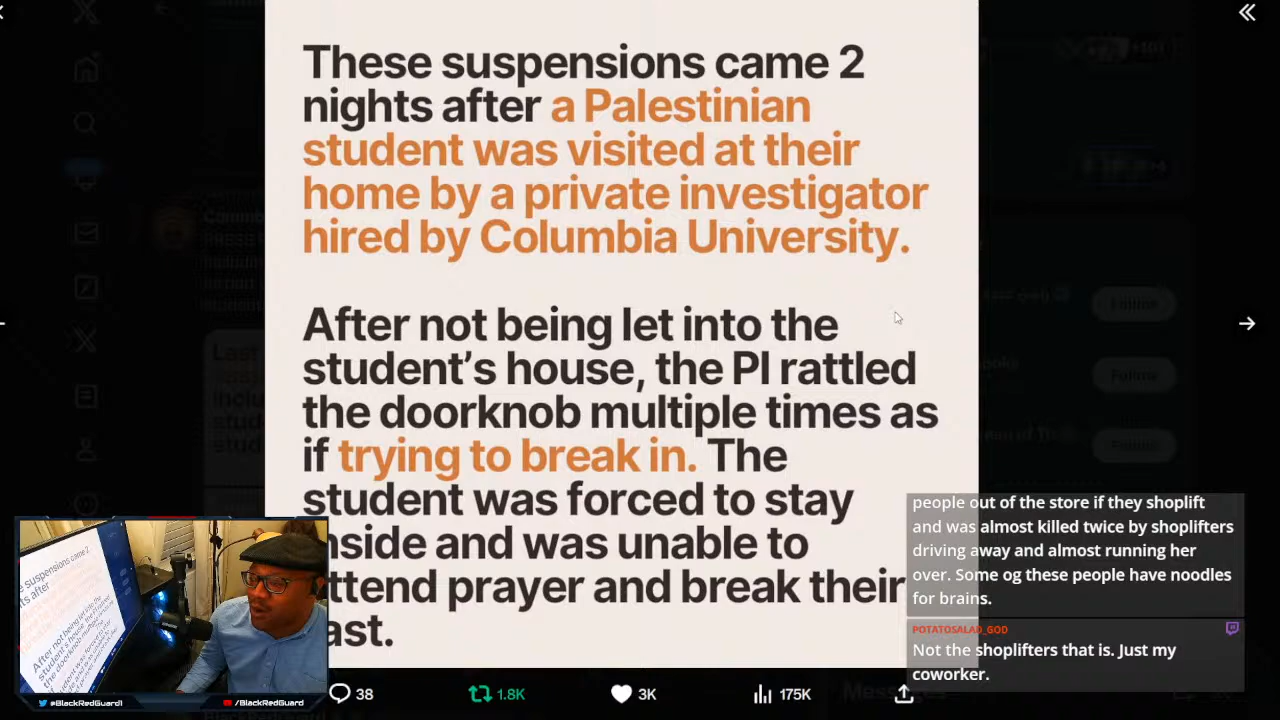 These suspensions came 2
nights after a Palestinian
student was visited at their
home by a private investigator
hired by Columbia University.
After not being let into the
student's house, the PI rattled
the doorknob multiple times as
if trying to break in. The
student was forced to stay
nside and was unable to
ttend prayer and break their
ast.
38
1.8K
3K
175K
people out of the store if they shoplift
and was almost killed twice by shoplifters
driving away and almost running her
over. Some og these people have noodles
for brains.
POTATOSALAD_GOD
Not the shoplifters that is. Just my
coworker.
@BlackRedGuard1
/BlackRedGuard